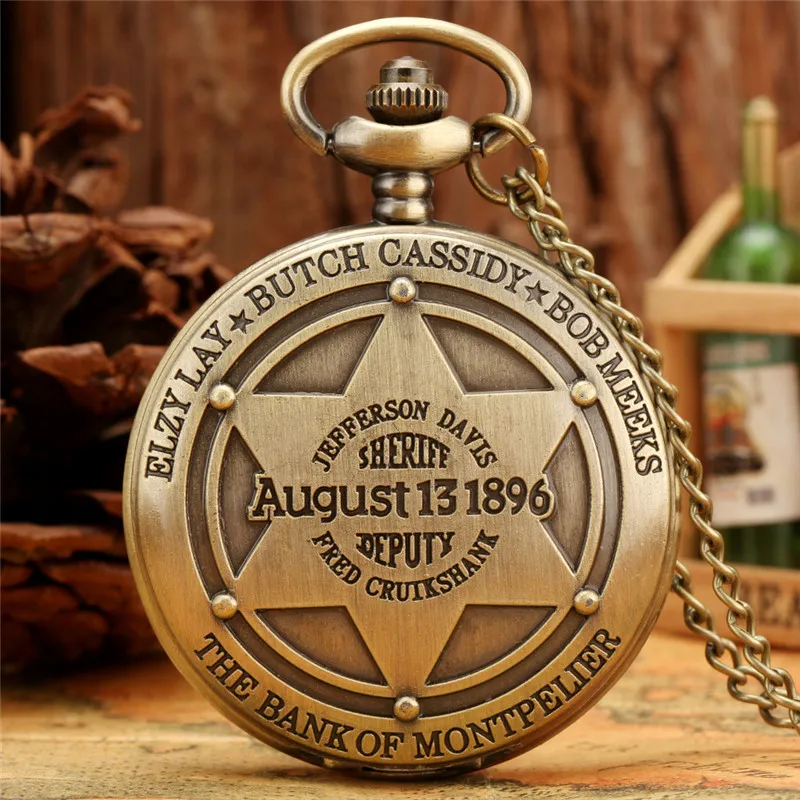 ELZY LAY ★ BUTCH CASSIDY ★ BOB MEEKS
JEFFERSON DAVIS
SHERIFF
August 13 1896
DEPUTY
FRED CRUIKSHANK
THE BANK OF MONTPELIER